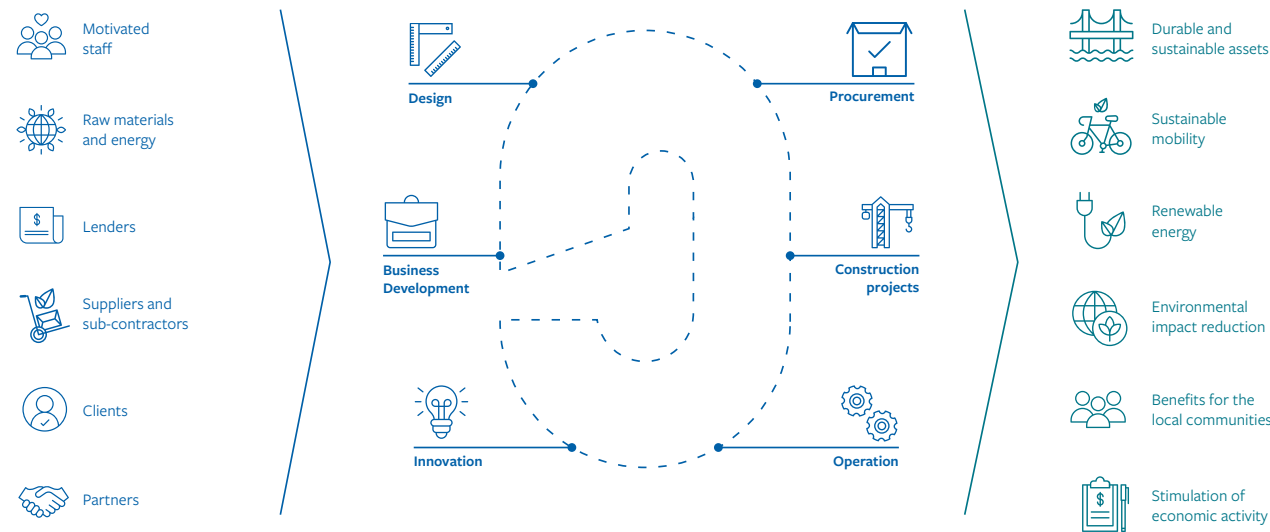 Motivated
staff
Raw materials
and energy
Lenders
Suppliers and
sub-contractors
Clients
Partners
Design
Business
Development
Innovation
Procurement
Construction
projects
Operation
Durable and
sustainable assets
Sustainable
mobility
Renewable
energy
Environmental
impact reduction
Benefits for the
local communities
Stimulation of
economic activity